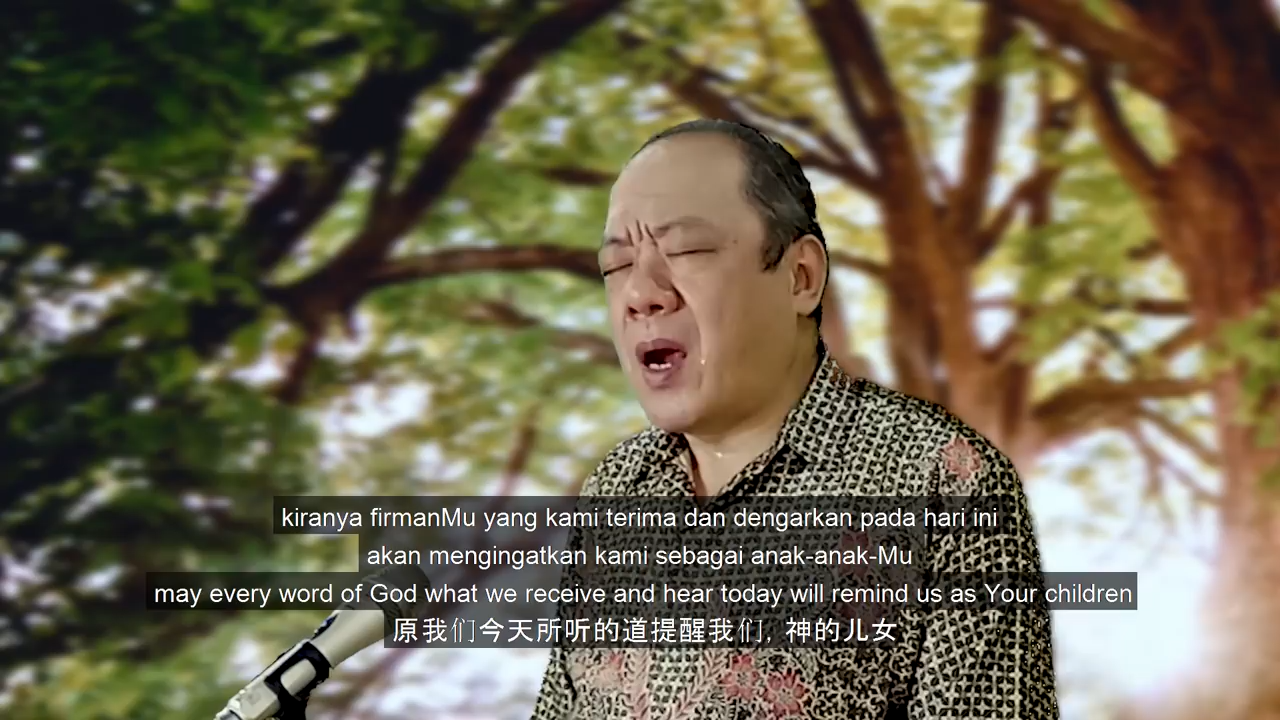 kiranya firmanMu yang kami terima dan dengarkan pada hari ini
akan mengingatkan kami sebagai anak-anak-Mu
may every word of God what we receive and hear today will remind us as Your children
原我们今天所听的道提醒我们, 神的儿女